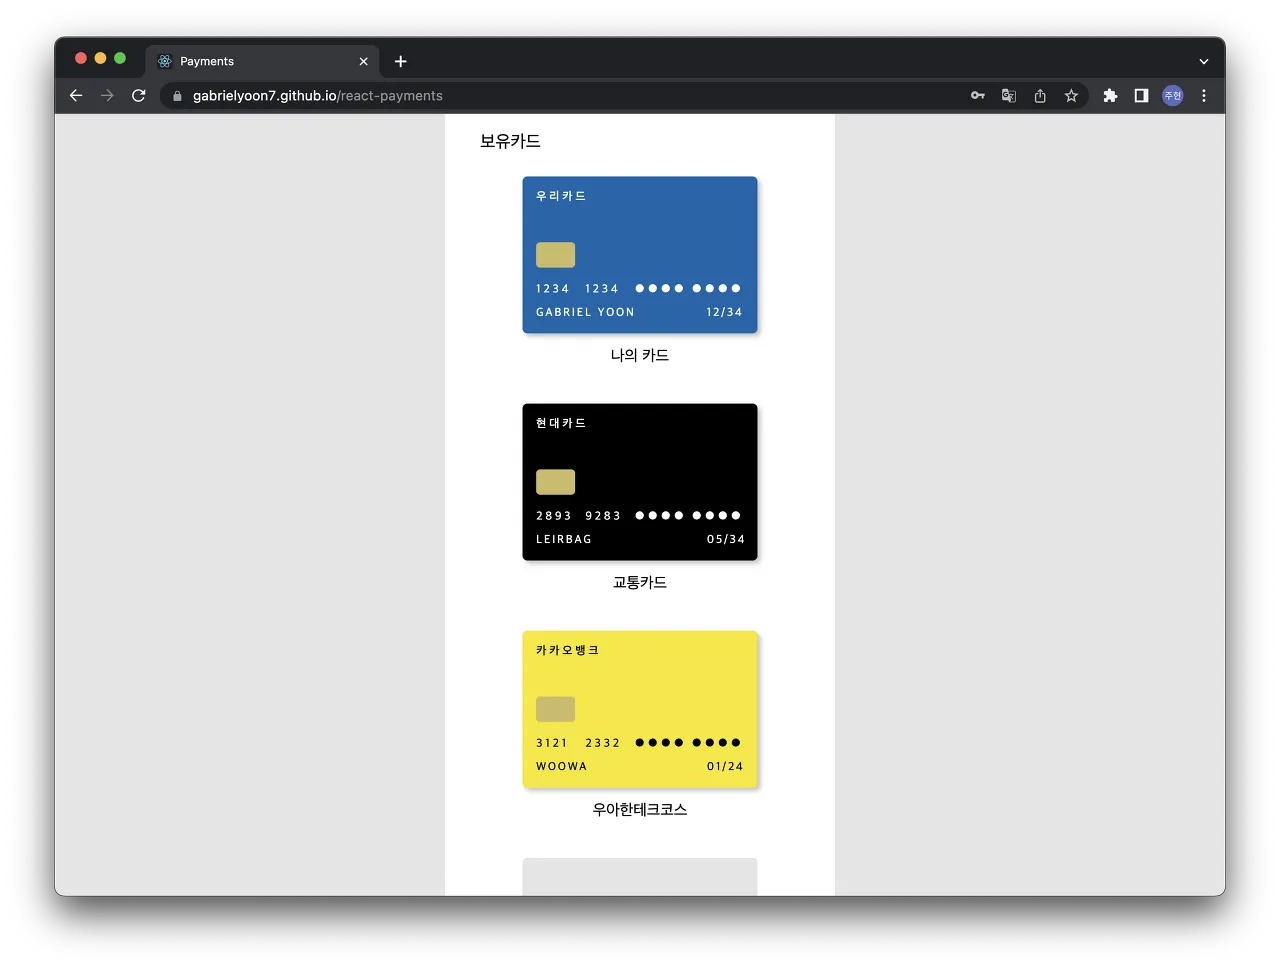 Payments
gabrielyoon7.github.io/react-payments
주현
보유카드
우리카드
1234 1234 ●●●● ●●●●
GABRIEL YOON 12/34
나의 카드
현대카드
2893 9283 ●●●● ●●●●
LEIRBAG 05/34
교통카드
카카오뱅크
3121 2332 ●●●● ●●●●
WOOWA 01/24
우아한테크코스